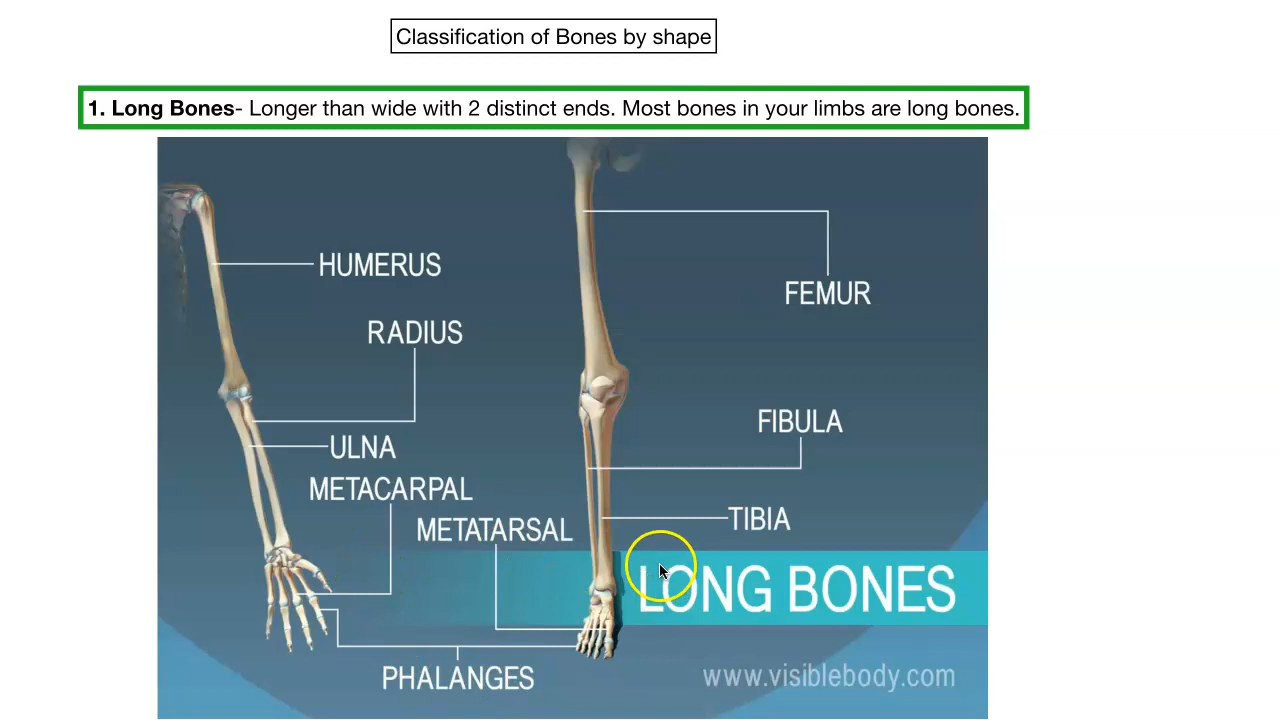 Classification of Bones by shape
1. Long Bones- Longer than wide with 2 distinct ends. Most bones in your limbs are long bones.
HUMERUS
FEMUR
RADIUS
FIBULA
ULNA
METACARPAL
METATARSAL
TIBIA
LONG BONES
PHALANGES
www.visiblebody.com